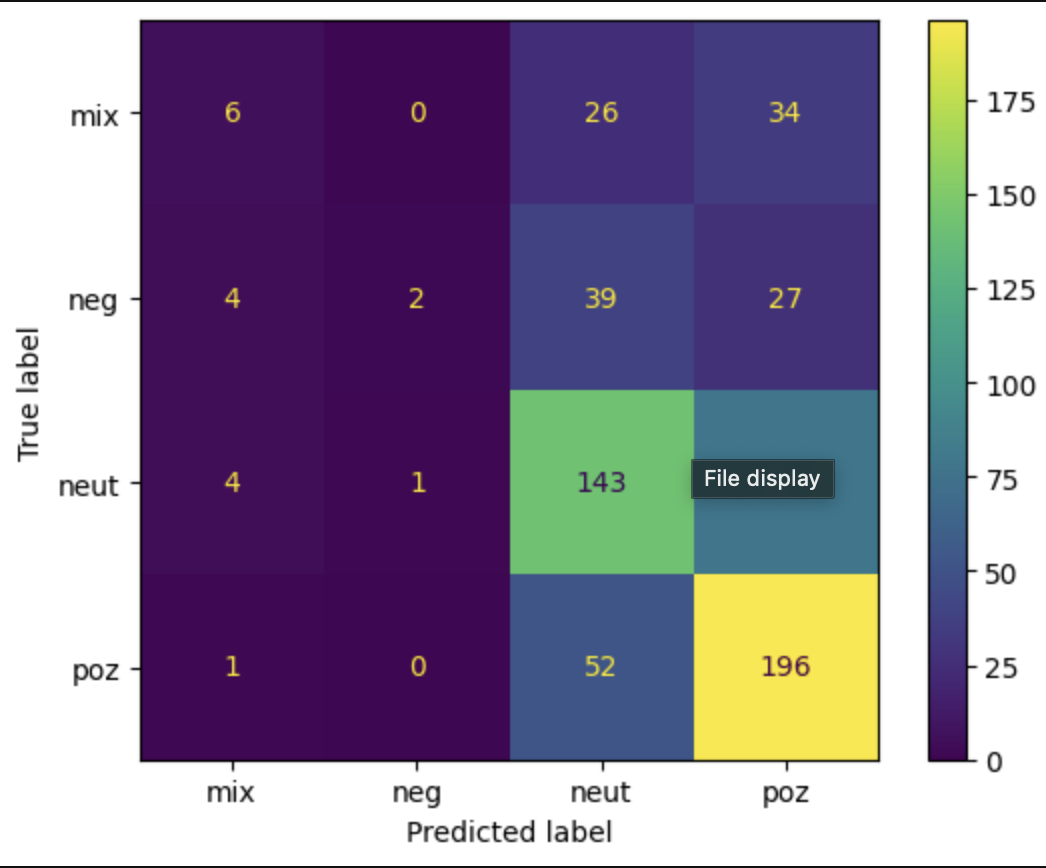 mix 6 0 26 34
neg 4 2 39 27
neut 4 1 143 File display
poz 1 0 52 196
mix neg neut poz
Predicted label
True label
175
150
125
100
75
50
25
0